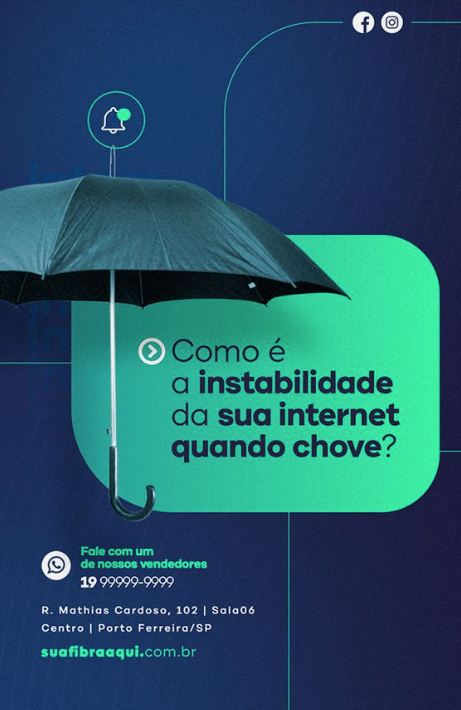 Como é
a instabilidade
da sua internet
quando chove?
Fale com um
de nossos vendedores
19 99999-9999
R. Mathias Cardoso, 102 | Sala06
Centro | Porto Ferreira/SP
suafibraaqui.com.br